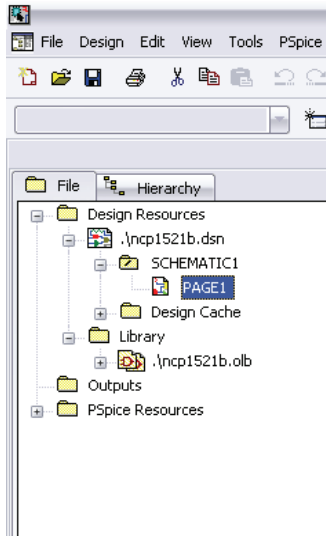 File Design Edit View Tools PSpice
File Hierarchy
Design Resources
.\ncp1521b.dsn
SCHEMATIC1
PAGE1
Design Cache
Library
.\ncp1521b.olb
Outputs
PSpice Resources